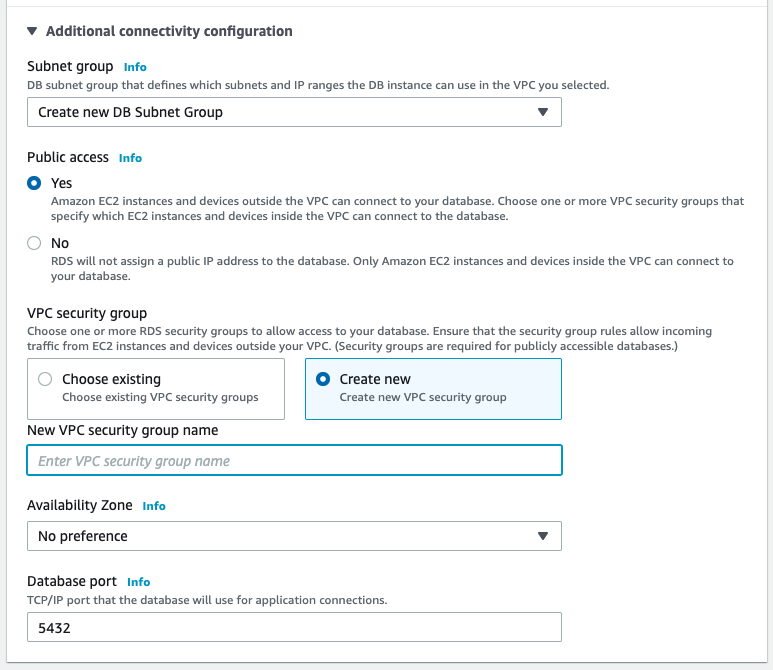 Additional connectivity configuration
Subnet group Info
DB subnet group that defines which subnets and IP ranges the DB instance can use in the VPC you selected.
Create new DB Subnet Group
Public access Info
Yes
Amazon EC2 instances and devices outside the VPC can connect to your database. Choose one or more VPC security groups that
specify which EC2 instances and devices inside the VPC can connect to the database.
No
RDS will not assign a public IP address to the database. Only Amazon EC2 instances and devices inside the VPC can connect to
your database.
VPC security group
Choose one or more RDS security groups to allow access to your database. Ensure that the security group rules allow incoming
traffic from EC2 instances and devices outside your VPC. (Security groups are required for publicly accessible databases.)
Choose existing
Choose existing VPC security groups
Create new
Create new VPC security group
New VPC security group name
Enter VPC security group name
Availability Zone Info
No preference
Database port Info
TCP/IP port that the database will use for application connections.
5432